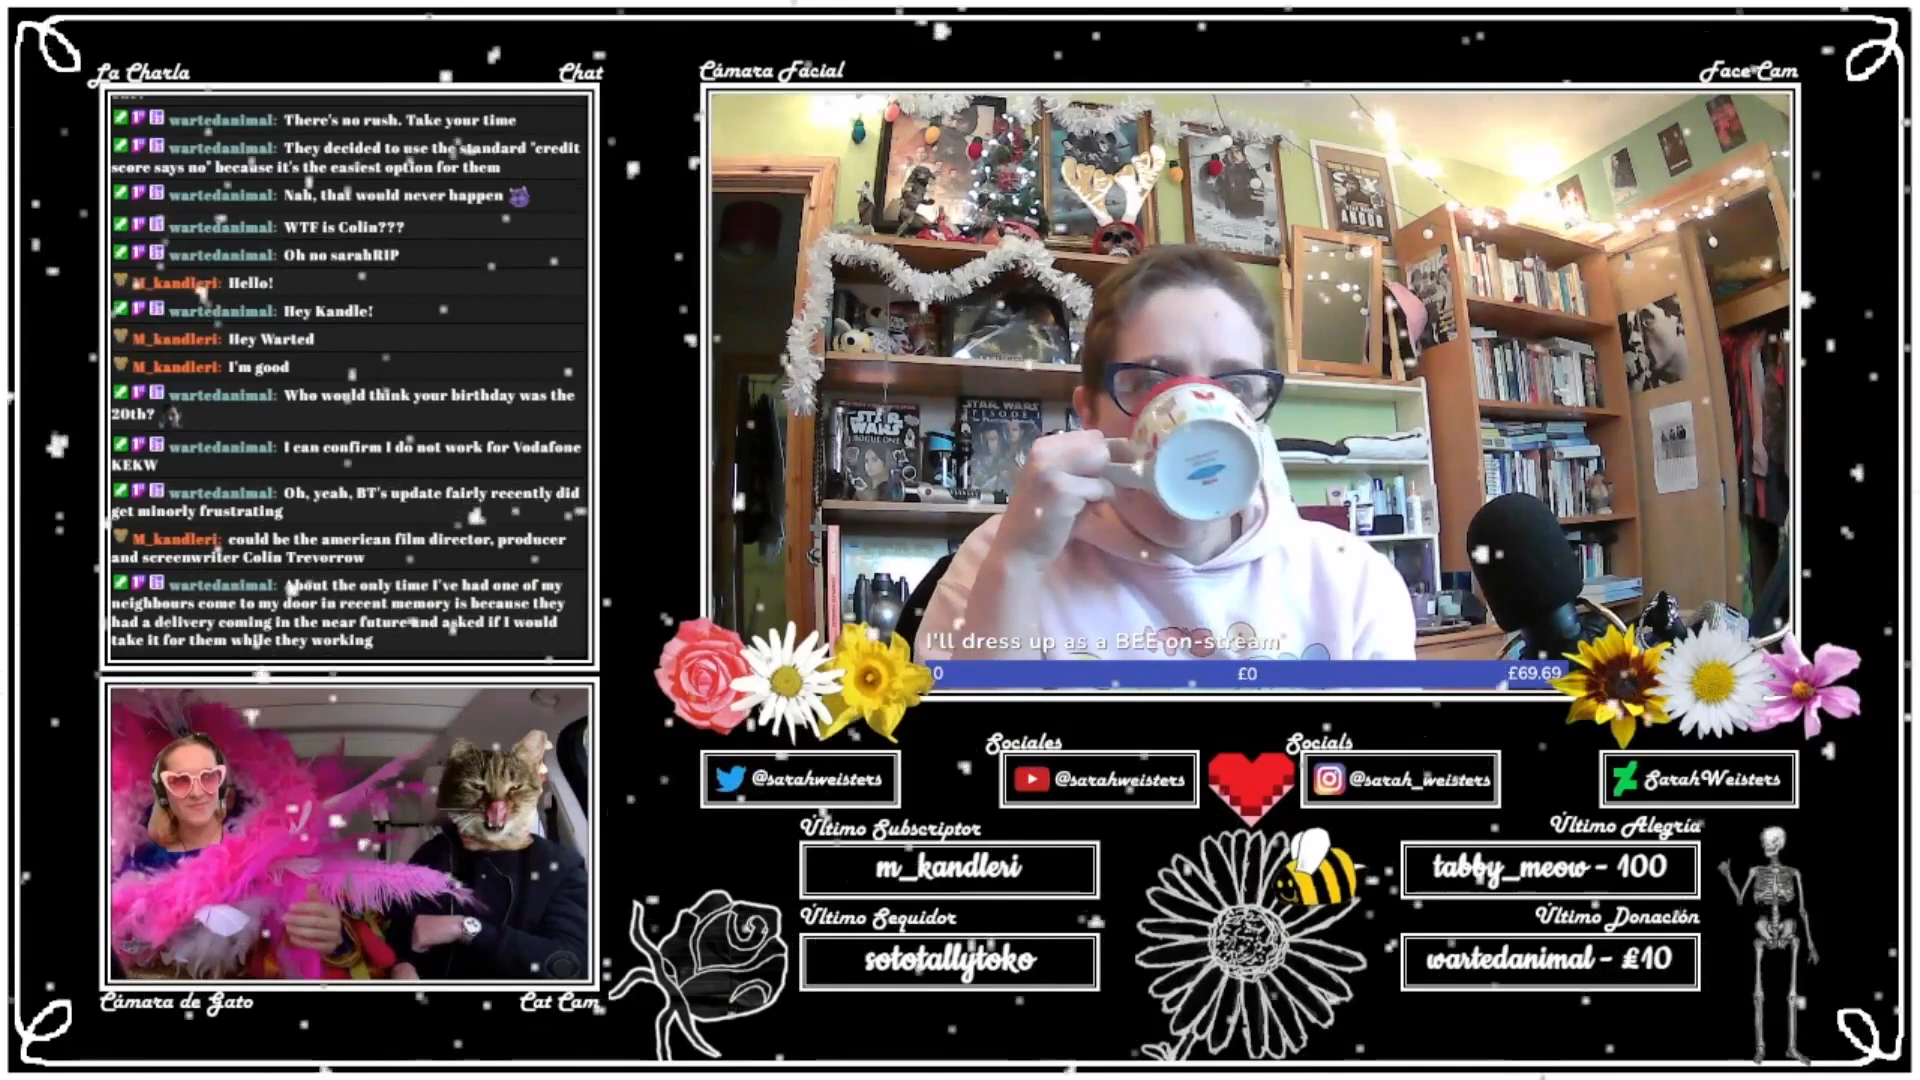 La Charla
Chat
wartedanimal: There's no rush. Take your time
wartedanimal: They decided to use the standard "credit
score says no" because it's the easiest option for them
wartedanimal: Nah, that would never happen
wartedanimal: WTF is Colin???
wartedanimal: Oh no sarahRIP
M_kandleri: Hello!
wartedanimal: Hey Kandle!
M_kandleri: Hey Warted
M_kandleri: I'm good
wartedanimal: Who would think your birthday was the
20th?
wartedanimal: I can confirm I do not work for Vodafone
KEKW
wartedanimal: Oh, yeah, BT's update fairly recently did
get minorly frustrating
M_kandleri: could be the american film director, producer
and screenwriter Colin Trevorrow
wartedanimal: About the only time I've had one of my
neighbours come to my door in recent memory is because they
had a delivery coming in the near future and asked if I would
take it for them while they working
Cámara de Gato
Cat Cam
Cámara Facial
Face Cam
ANDOR
STAR WARS
ROGUE ONE
STAR WARS
EPISODE I
I'll dress up as a BEE on-stream
0
£0
£69.69
Sociales
Socials
@sarahweisters
@sarahweisters
@sarah_weisters
SarahWeisters
Último Subscriptor
m_kandleri
Último Seguidor
sototallytoko
Último Alegría
tabby_meow - 100
Último Donación
wartedanimal - £10